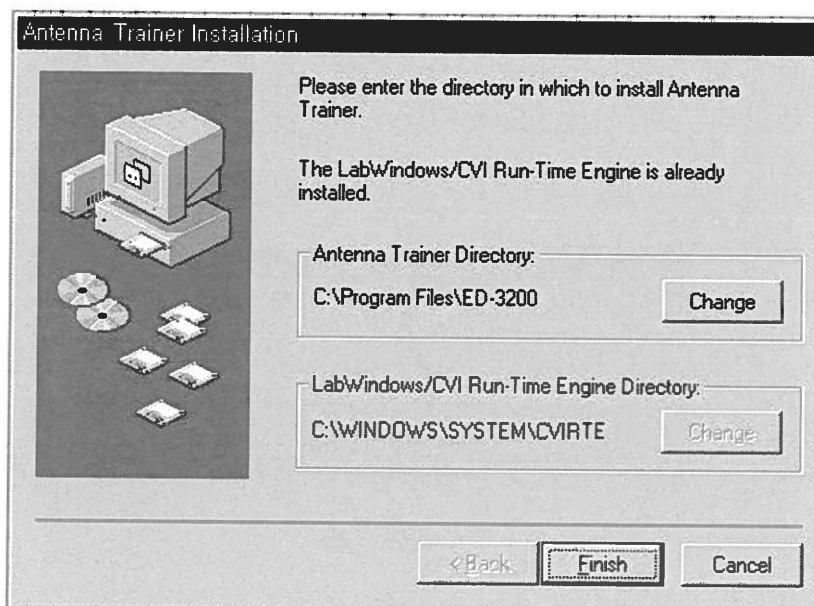 Antenna Trainer Installation
Please enter the directory in which to install Antenna
Trainer.
The LabWindows/CVI Run-Time Engine is already
installed.
Antenna Trainer Directory:
C:\Program Files\ED-3200
Change
LabWindows/CVI Run-Time Engine Directory:
C:\WINDOWS\SYSTEM\CVIRTE
Change
< Back
Finish
Cancel